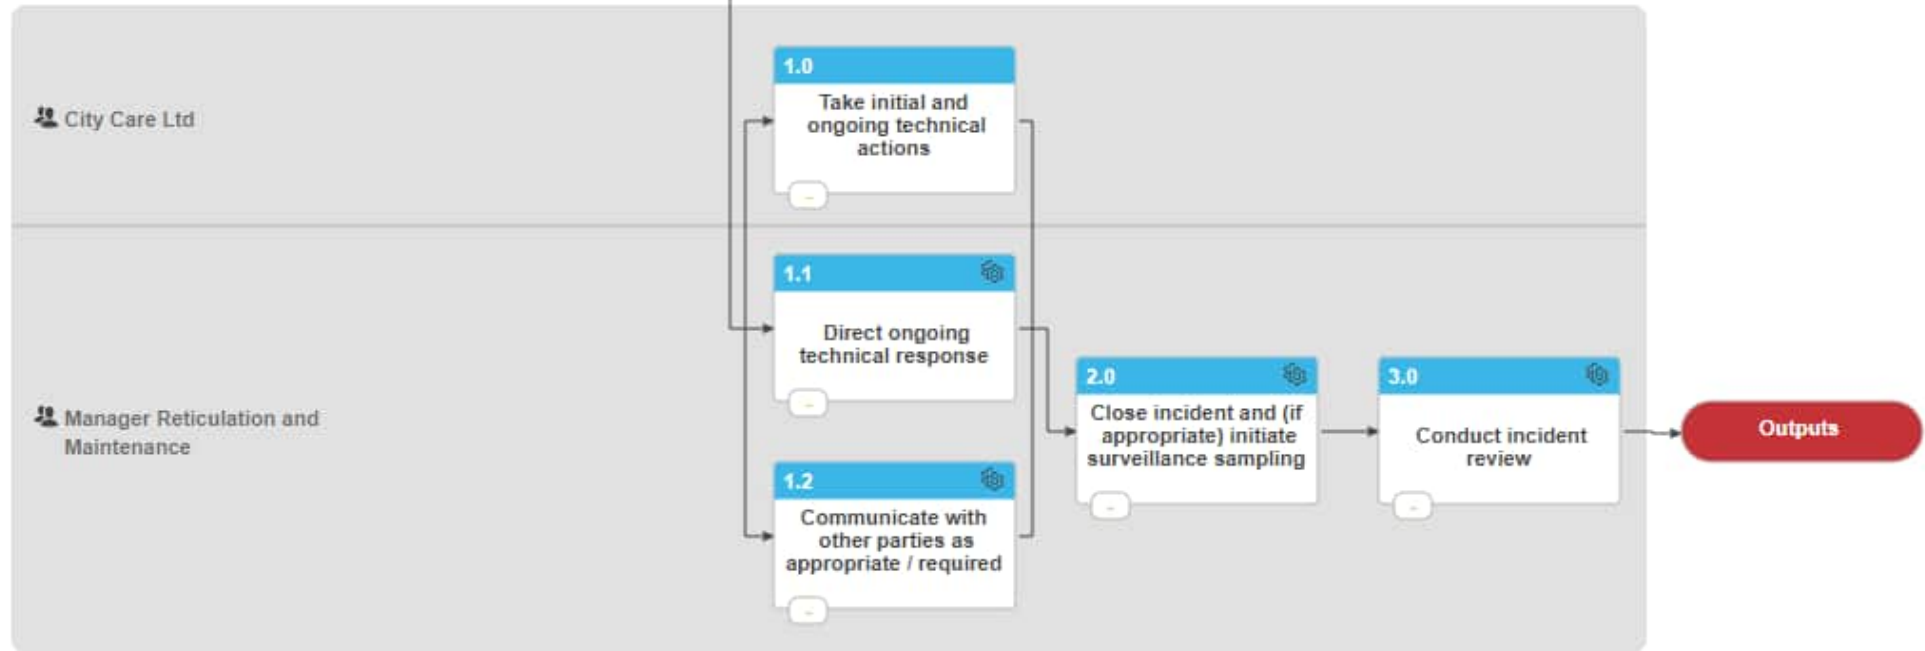 City Care Ltd
1.0
Take initial and
ongoing technical
actions
Manager Reticulation and
Maintenance
1.1
Direct ongoing
technical response
1.2
Communicate with
other parties as
appropriate / required
2.0
Close incident and (if
appropriate) initiate
surveillance sampling
3.0
Conduct incident
review
Outputs